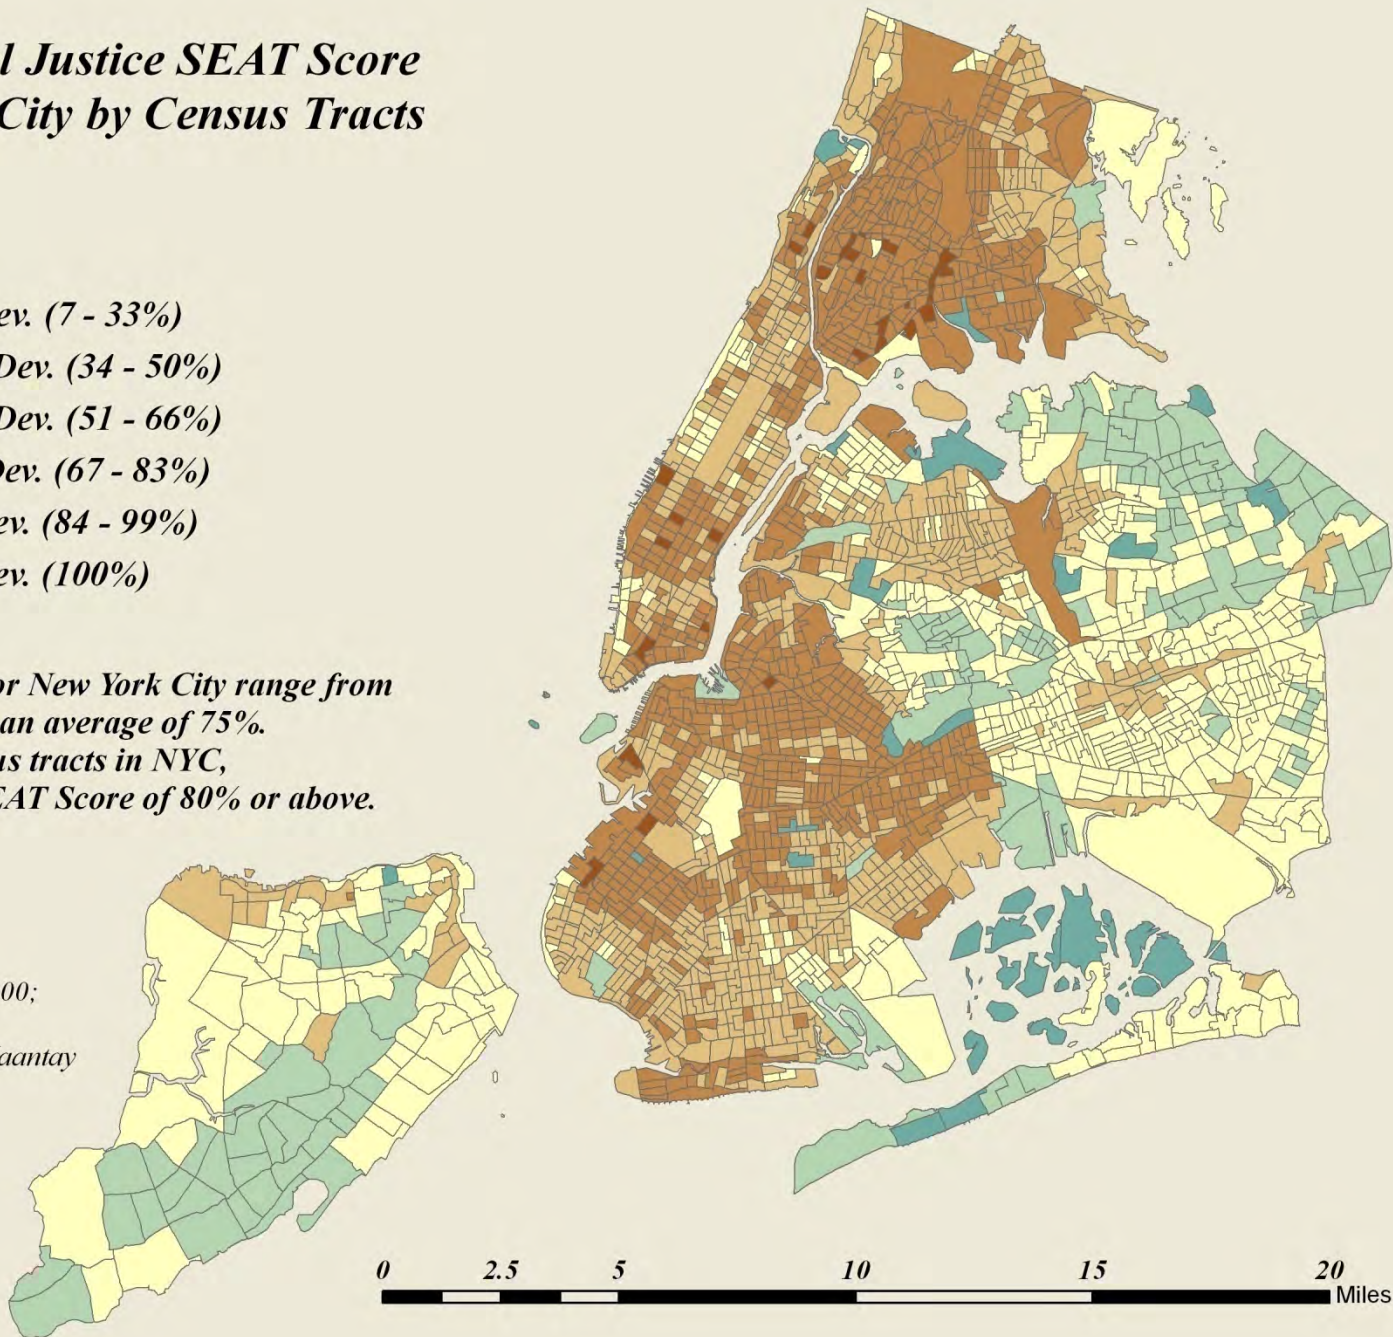 l Justice SEAT Score
City by Census Tracts
ev. (7 - 33%)
Dev. (34 - 50%)
Dev. (51 - 66%)
Dev. (67 - 83%)
ev. (84 - 99%)
ev. (100%)
or New York City range from
an average of 75%.
us tracts in NYC,
EAT Score of 80% or above.
00;
aantay
0 2.5 5 10 15 20
Miles